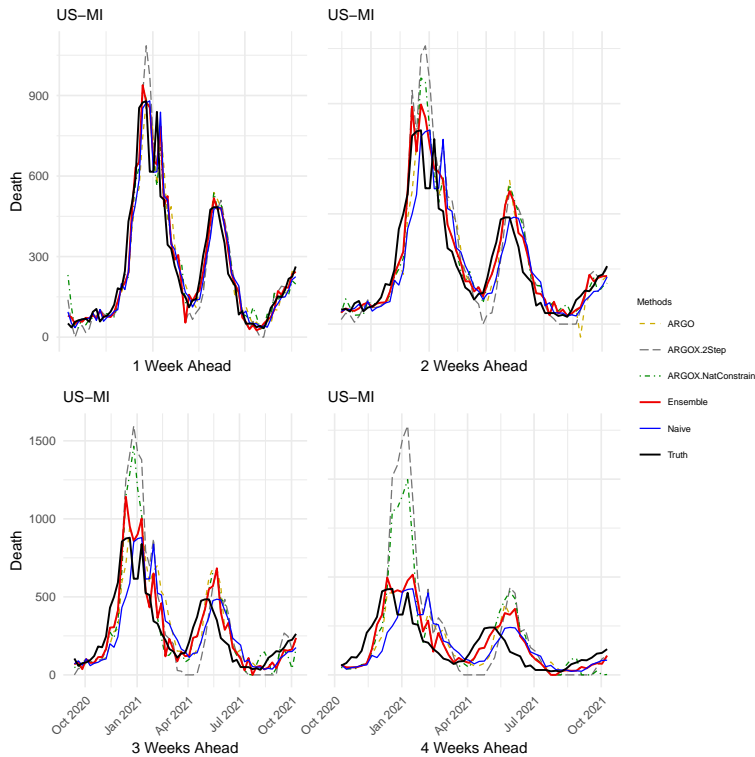 US−MI
US−MI
Death
900
600
300
0
1 Week Ahead
2 Weeks Ahead
Methods
ARGO
ARGOX.2Step
ARGOX.NatConstrain
Ensemble
Naive
Truth
US−MI
US−MI
Death
1500
1000
500
0
Oct 2020
Jan 2021
Apr 2021
Jul 2021
Oct 2021
Oct 2020
Jan 2021
Apr 2021
Jul 2021
Oct 2021
3 Weeks Ahead
4 Weeks Ahead